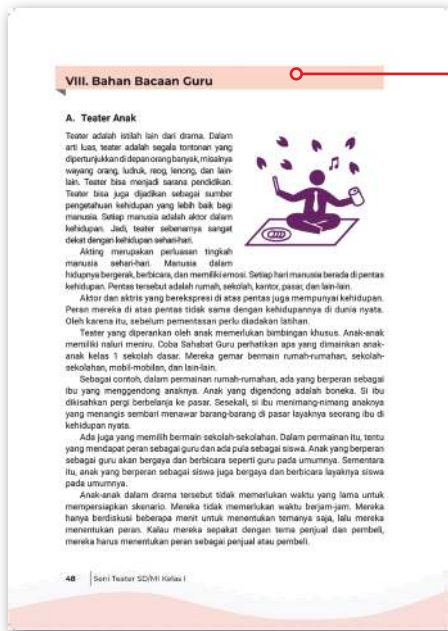 VIII. Bahan Bacaan Guru
A. Teater Anak
Teater adalah istilah lain dari drama. Dalam
arti luas, teater adalah segala tontonan yang
dipertunjukkan di depan orang banyak, misalnya
wayang orang, ludruk, reog, lenong, dan lain-
lain. Teater bisa menjadi sarana pendidikan.
Teater bisa juga dijadikan sebagai sumber
pengetahuan kehidupan yang lebih baik bagi
manusia. Setiap manusia adalah aktor dalam
kehidupan. Jadi, teater sebenarnya sangat
dekat dengan kehidupan sehari-hari.
Akting merupakan perluasan tingkah
manusia sehari-hari. Manusia dalam
hidupnya bergerak, berbicara, dan memiliki emosi. Setiap hari manusia berada di pentas
kehidupan. Pentas tersebut adalah rumah, sekolah, kantor, pasar, dan lain-lain.
Aktor dan aktris yang berekspresi di atas pentas juga mempunyai kehidupan.
Peran mereka di atas pentas tidak sama dengan kehidupannya di dunia nyata.
Oleh karena itu, sebelum pementasan perlu diadakan latihan.
Teater yang diperankan oleh anak memerlukan bimbingan khusus. Anak-anak
memiliki naluri meniru. Coba Sahabat Guru perhatikan apa yang dimainkan anak-
anak kelas 1 sekolah dasar. Mereka gemar bermain rumah-rumahan, sekolah-
sekolahan, mobil-mobilan, dan lain-lain.
Sebagai contoh, dalam permainan rumah-rumahan, ada yang berperan sebagai
ibu yang menggendong anaknya. Anak yang digendong adalah boneka. Si ibu
dikisahkan pergi berbelanja ke pasar. Sesekali, si ibu menimang-nimang anaknya
yang menangis sembari menawar barang-barang di pasar layaknya seorang ibu di
kehidupan nyata.
Ada juga yang memilih bermain sekolah-sekolahan. Dalam permainan itu, tentu
yang mendapat peran sebagai guru dan ada pula sebagai siswa. Anak yang berperan
sebagai guru akan bergaya dan berbicara seperti guru pada umumnya. Sementara
itu, anak yang berperan sebagai siswa juga bergaya dan berbicara layaknya siswa
pada umumnya.
Anak-anak dalam drama tersebut tidak memerlukan waktu yang lama untuk
mempersiapkan skenario. Mereka tidak memerlukan waktu berjam-jam. Mereka
hanya berdiskusi beberapa menit untuk menentukan temanya saja, lalu mereka
menentukan peran. Kalau mereka sepakat dengan tema penjual dan pembeli,
mereka harus menentukan peran sebagai penjual atau pembeli.
48 Seni Teater SD/MI Kelas I